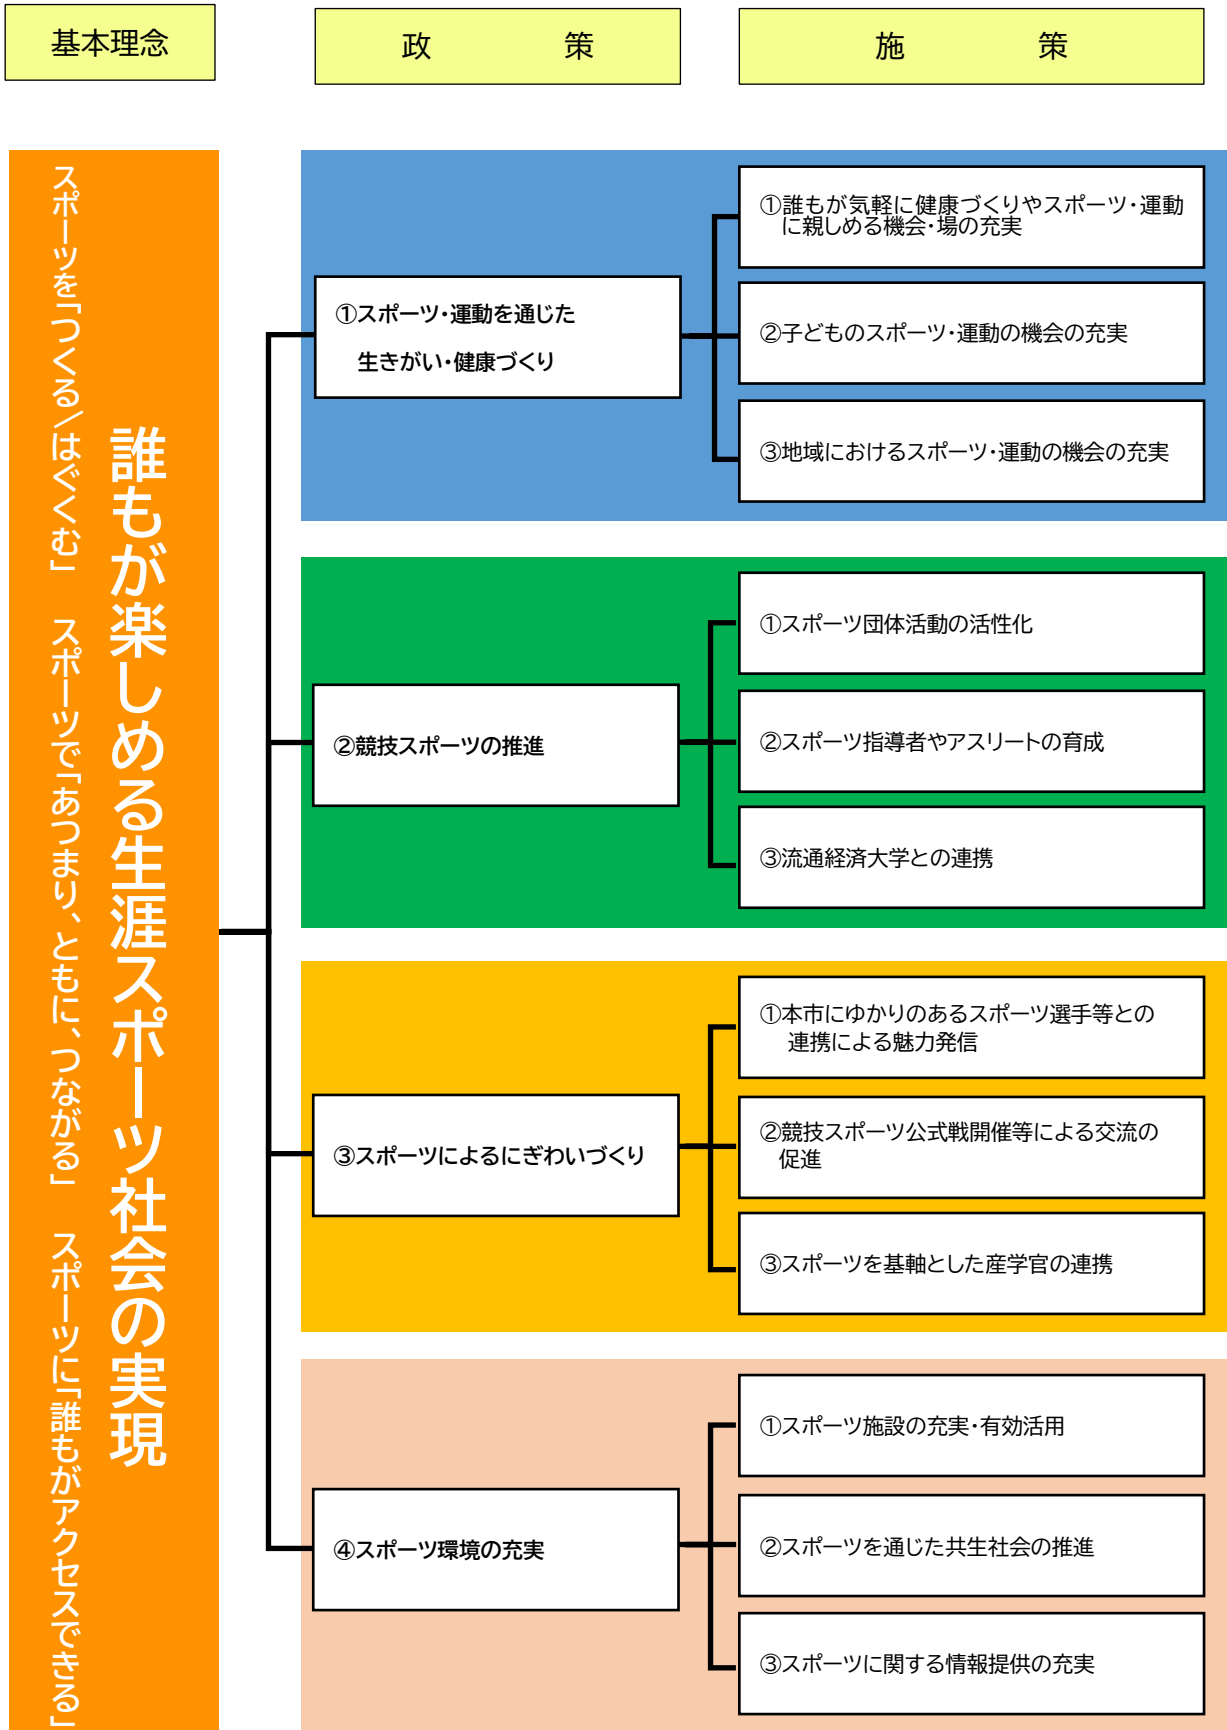 基本理念
政　　　　策
施　　　　策
誰もが楽しめる生涯スポーツ社会の実現
スポーツを「つくる／はぐくむ」　スポーツで「あつまり、ともに、つながる」　スポーツに「誰もがアクセスできる」
①スポーツ・運動を通じた
生きがい・健康づくり
①誰もが気軽に健康づくりやスポーツ・運動
に親しめる機会・場の充実
②子どものスポーツ・運動の機会の充実
③地域におけるスポーツ・運動の機会の充実
②競技スポーツの推進
①スポーツ団体活動の活性化
②スポーツ指導者やアスリートの育成
③流通経済大学との連携
③スポーツによるにぎわいづくり
①本市にゆかりのあるスポーツ選手等との
連携による魅力発信
②競技スポーツ公式戦開催等による交流の
促進
③スポーツを基軸とした産学官の連携
④スポーツ環境の充実
①スポーツ施設の充実・有効活用
②スポーツを通じた共生社会の推進
③スポーツに関する情報提供の充実